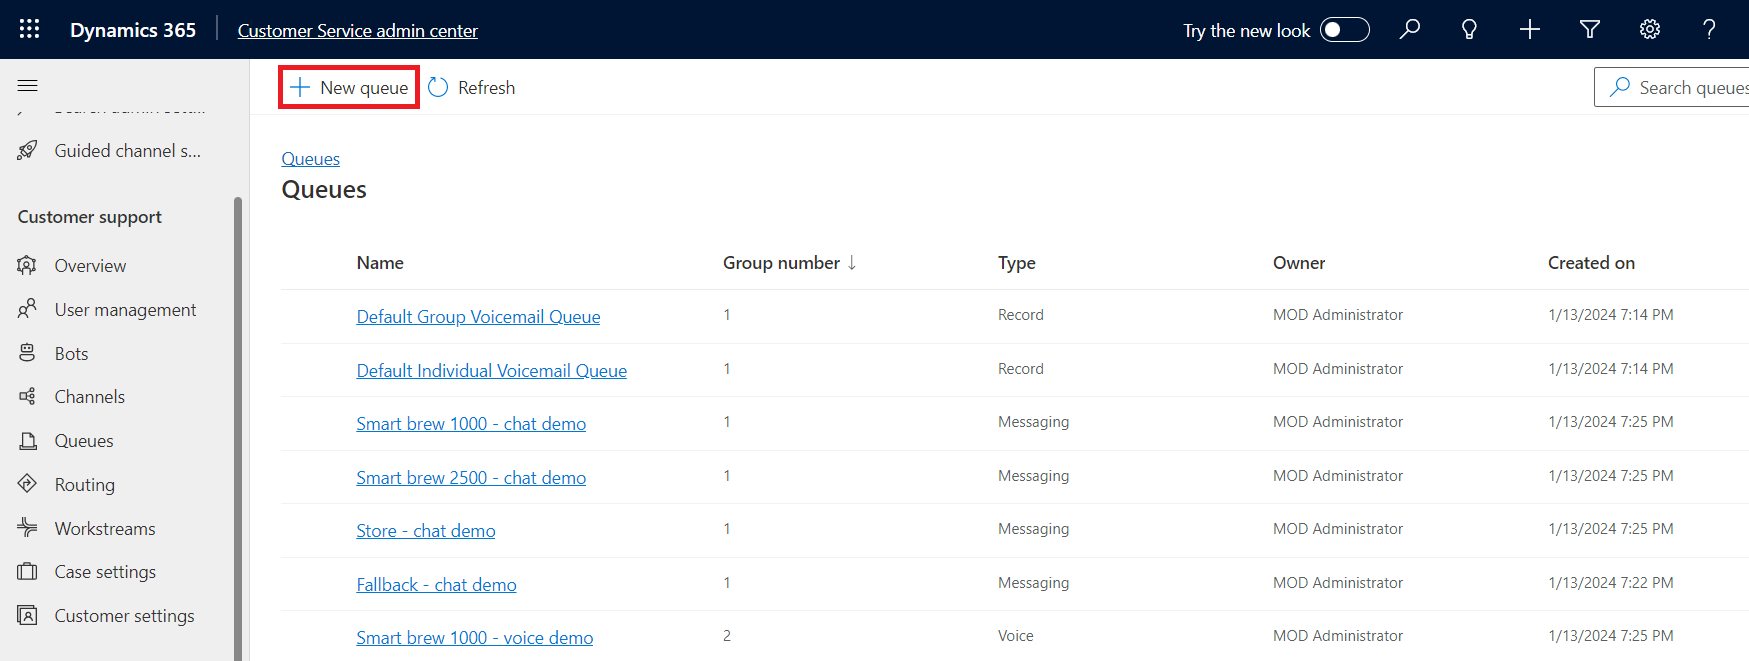 Dynamics 365 Customer Service admin center Try the new look
New queue Refresh Search queues
Guided channel s...
Queues
Queues
Customer support
Overview
User management
Bots
Channels
Queues
Routing
Workstreams
Case settings
Customer settings
Name Group number ↓ Type Owner Created on
Default Group Voicemail Queue 1 Record MOD Administrator 1/13/2024 7:14 PM
Default Individual Voicemail Queue 1 Record MOD Administrator 1/13/2024 7:14 PM
Smart brew 1000 - chat demo 1 Messaging MOD Administrator 1/13/2024 7:25 PM
Smart brew 2500 - chat demo 1 Messaging MOD Administrator 1/13/2024 7:25 PM
Store - chat demo 1 Messaging MOD Administrator 1/13/2024 7:25 PM
Fallback - chat demo 1 Messaging MOD Administrator 1/13/2024 7:22 PM
Smart brew 1000 - voice demo 2 Voice MOD Administrator 1/13/2024 7:25 PM